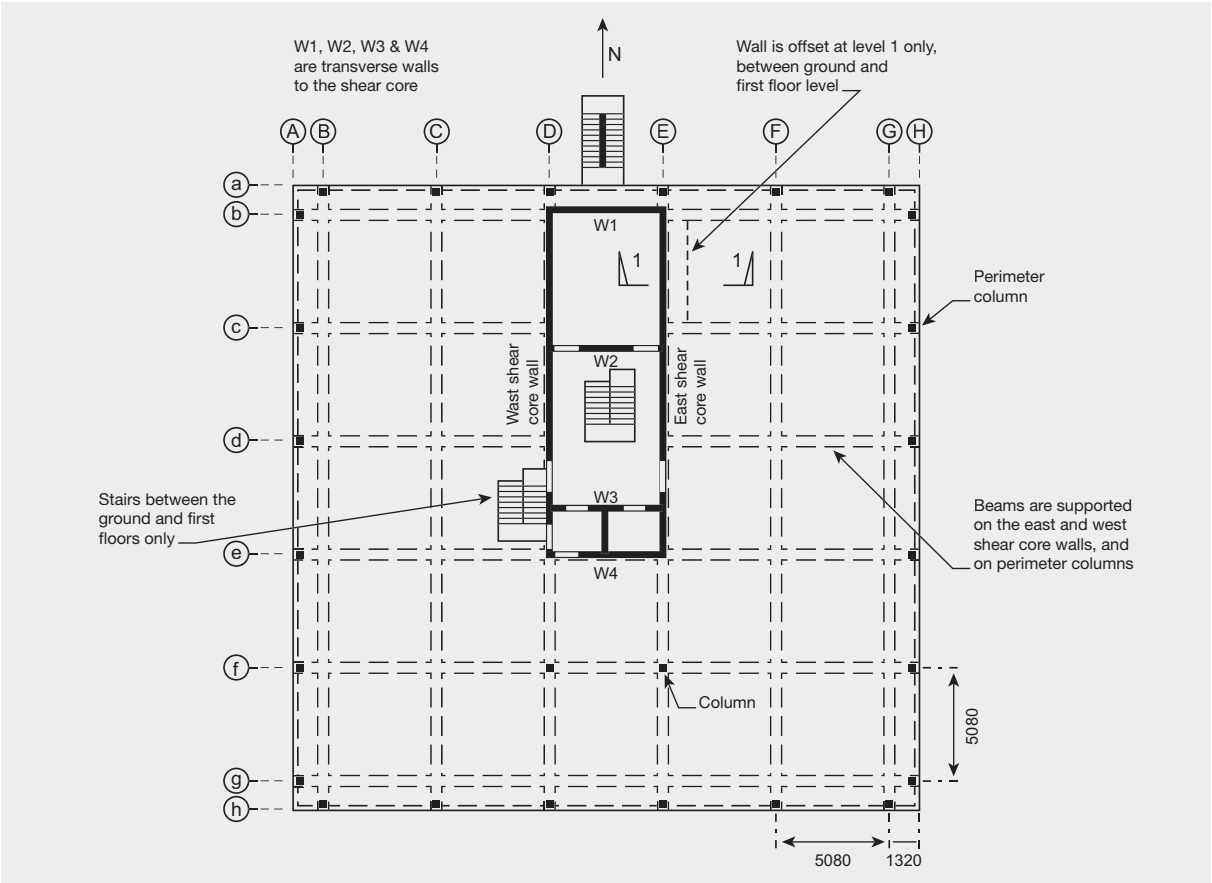 W1, W2, W3 & W4
are transverse walls
to the shear core
N
Wall is offset at level 1 only,
between ground and
first floor level
A B C D E F G H
a
b
c
d
e
f
g
h
W1
1 1
Perimeter
column
W2
Wast shear
core wall
East shear
core wall
Stairs between the
ground and first
floors only
W3
W4
Beams are supported
on the east and west
shear core walls, and
on perimeter columns
Column
5080
5080 1320